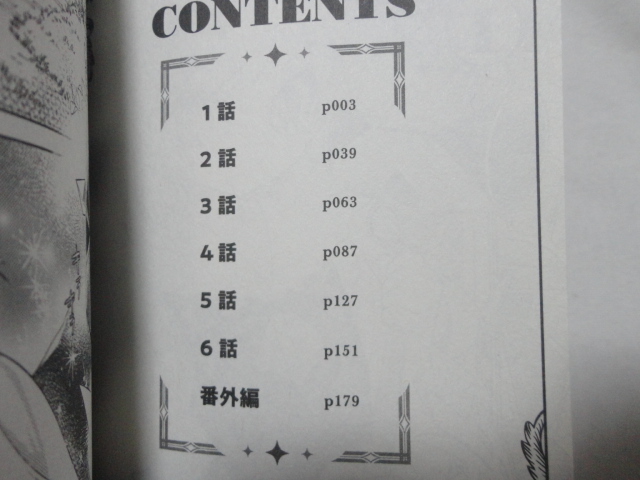 CONTENTS
1話 p003
2話 p039
3話 p063
4話 p087
5話 p127
6話 p151
番外編 p179